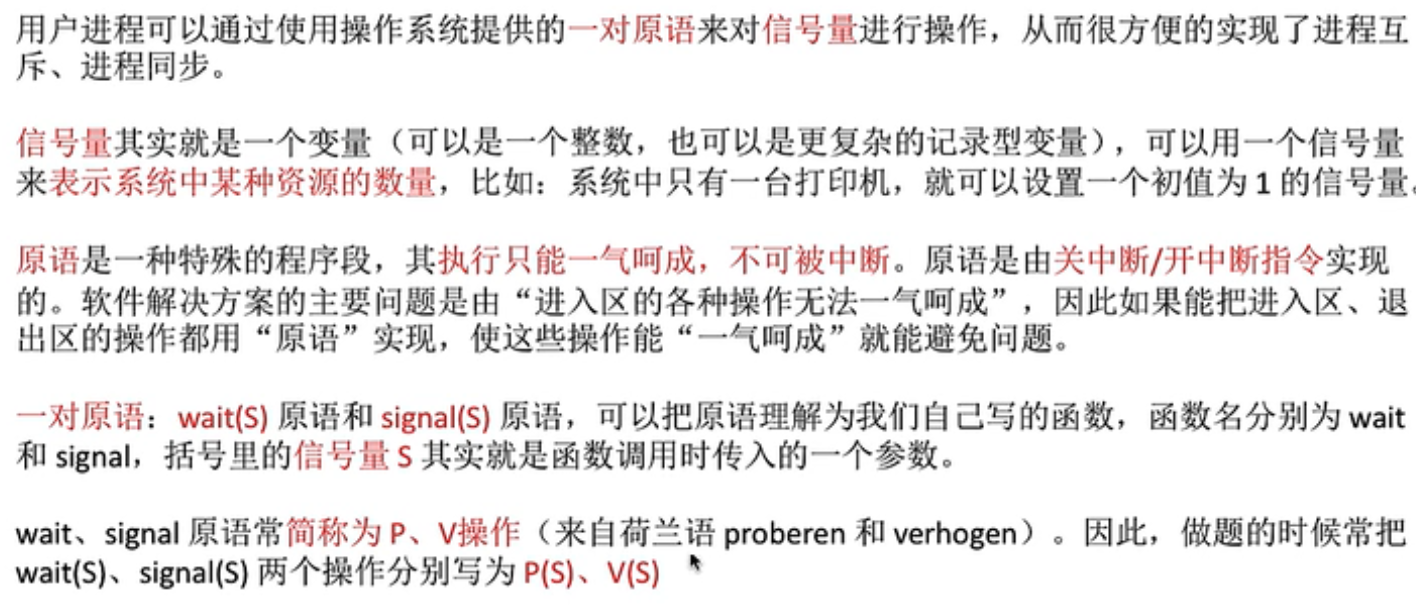 用户进程可以通过使用操作系统提供的一对原语来对信号量进行操作，从而很方便的实现了进程互
斥、进程同步。
信号量其实就是一个变量（可以是一个整数，也可以是更复杂的记录型变量），可以用一个信号量
来表示系统中某种资源的数量，比如：系统中只有一台打印机，就可以设置一个初值为 1 的信号量。
原语是一种特殊的程序段，其执行只能一气呵成，不可被中断。原语是由关中断/开中断指令实现
的。软件解决方案的主要问题是由“进入区的各种操作无法一气呵成”，因此如果能把进入区、退
出区的操作都用“原语”实现，使这些操作能“一气呵成”就能避免问题。
一对原语：wait(S) 原语和 signal(S) 原语，可以把原语理解为我们自己写的函数，函数名分别为 wait
和 signal，括号里的信号量 S 其实就是函数调用时传入的一个参数。
wait、signal 原语常简称为 P、V操作（来自荷兰语 proberen 和 verhogen）。因此，做题的时候常把
wait(S)、signal(S) 两个操作分别写为 P(S)、V(S)